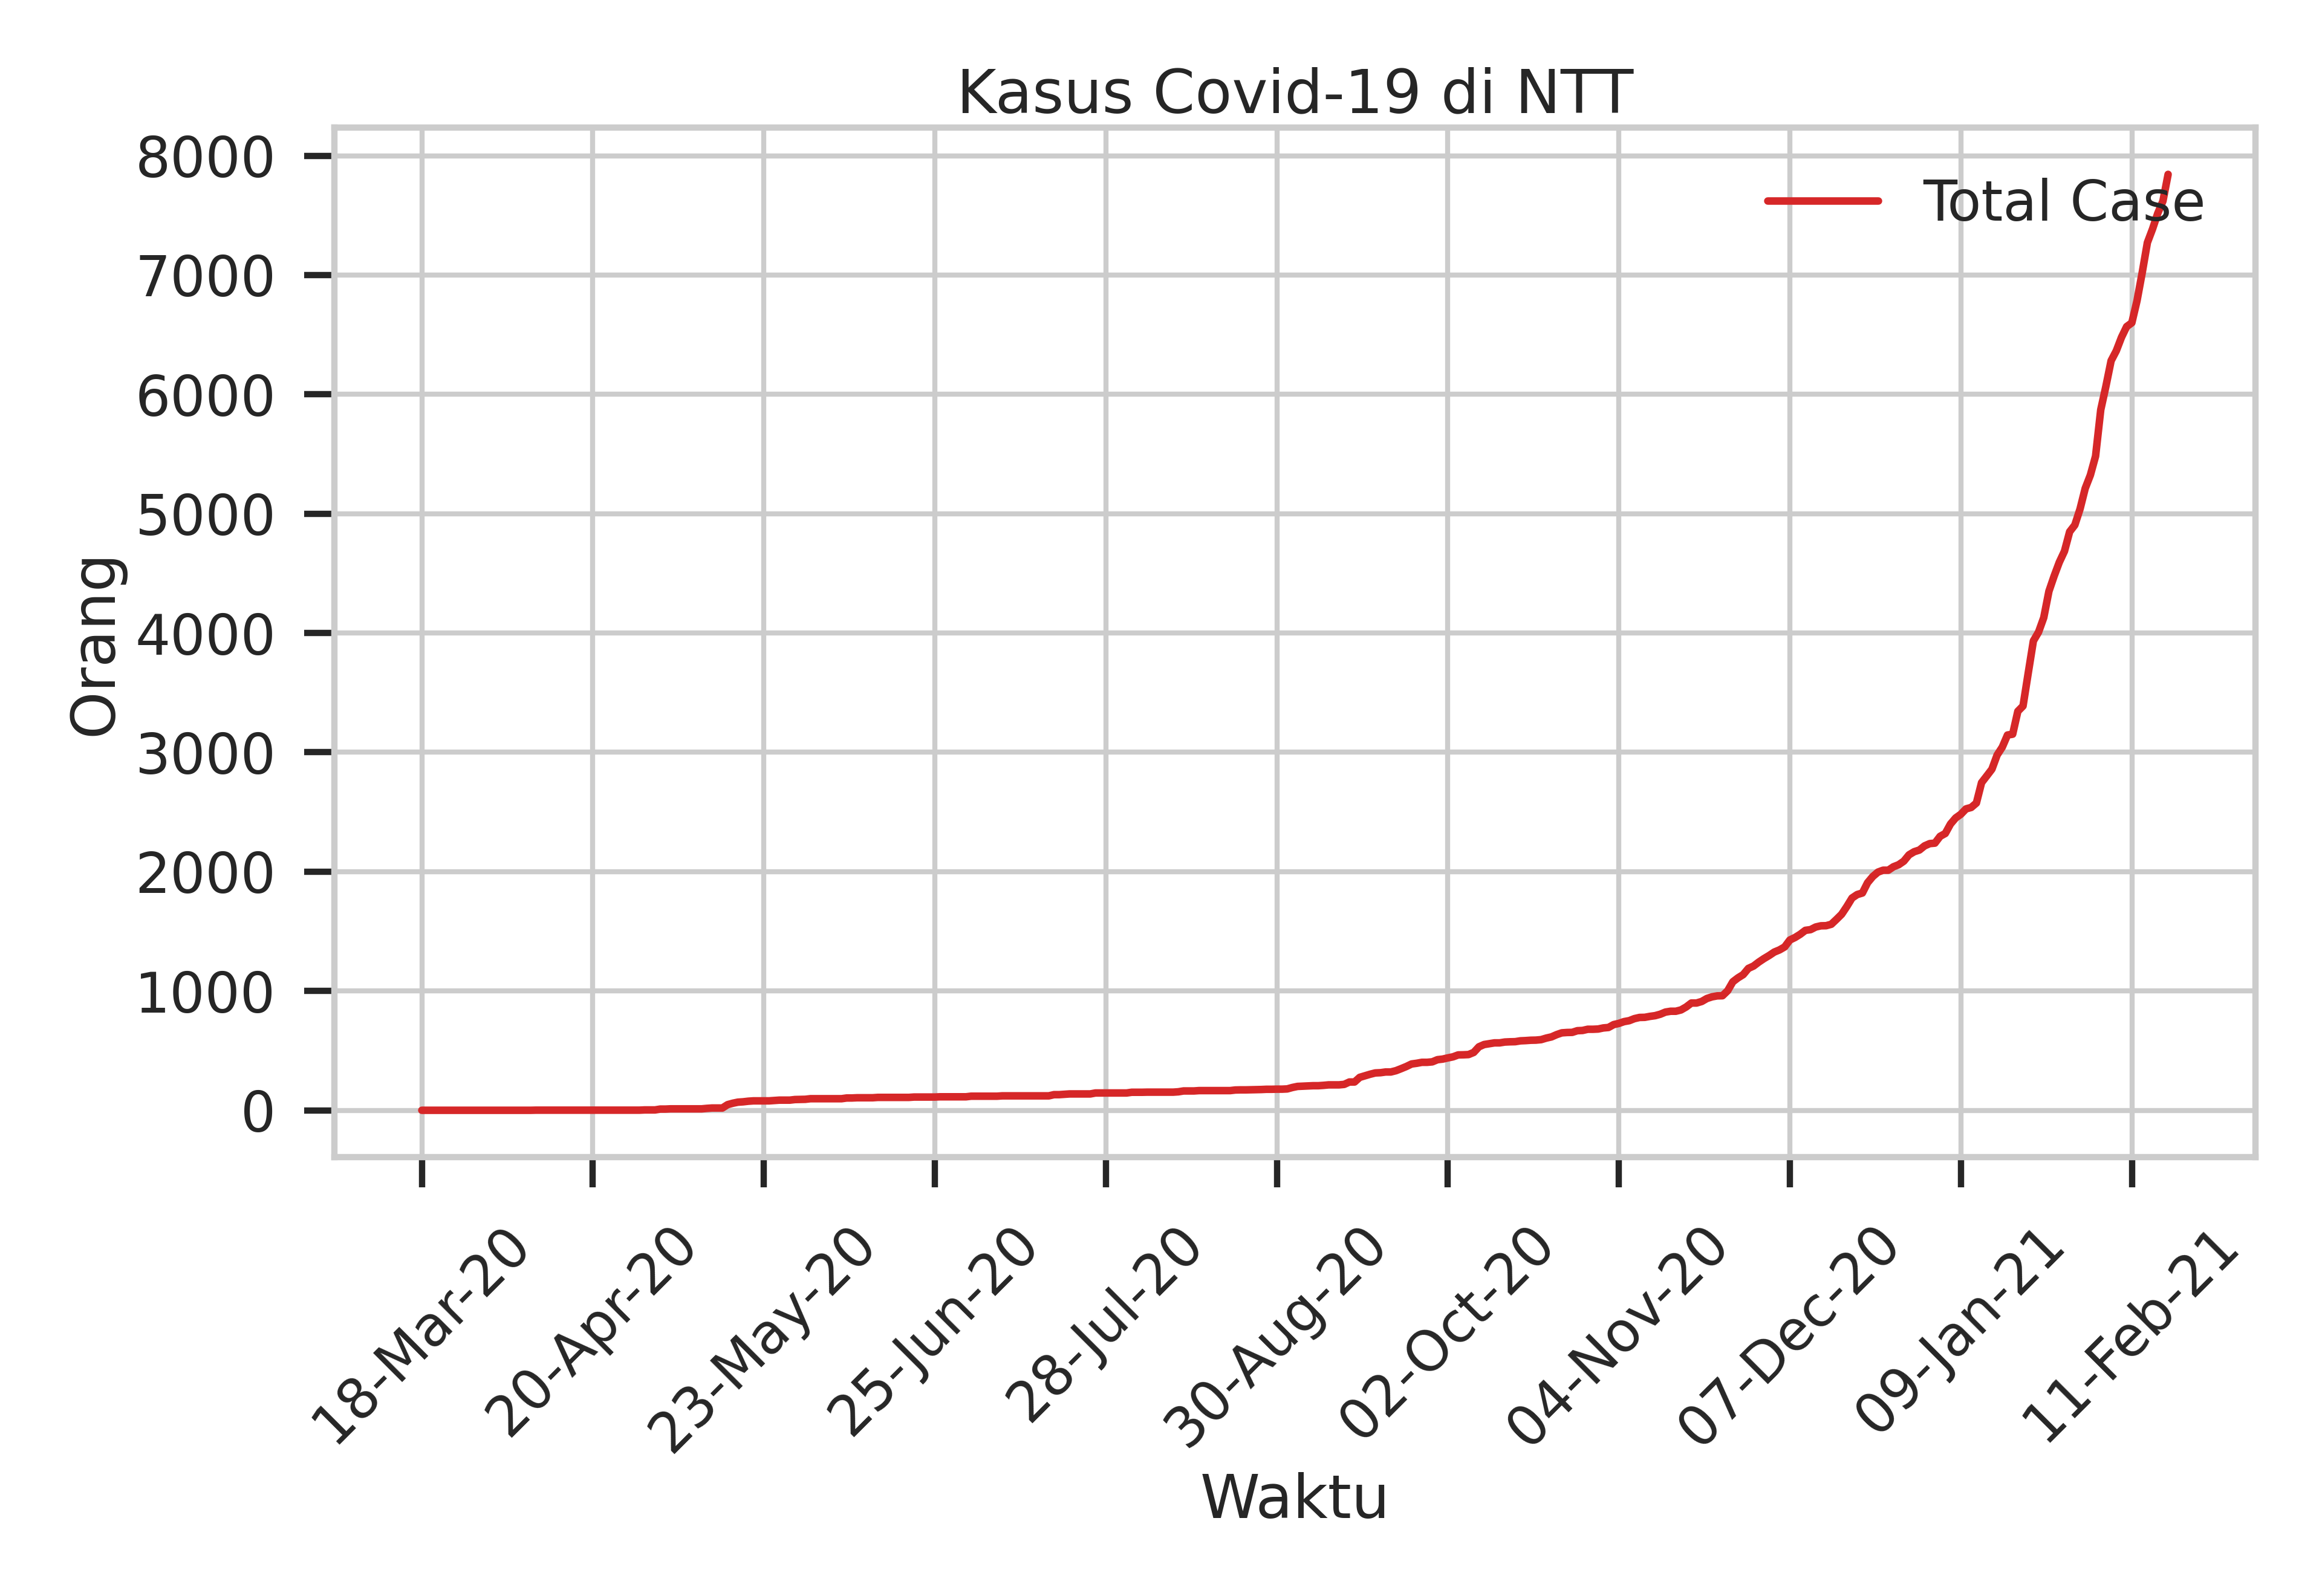 Kasus Covid-19 di NTT
Total Case
8000
7000
6000
5000
4000
3000
2000
1000
0
Orang
18-Mar-20
20-Apr-20
23-May-20
25-Jun-20
28-Jul-20
30-Aug-20
02-Oct-20
04-Nov-20
07-Dec-20
09-Jan-21
11-Feb-21
Waktu